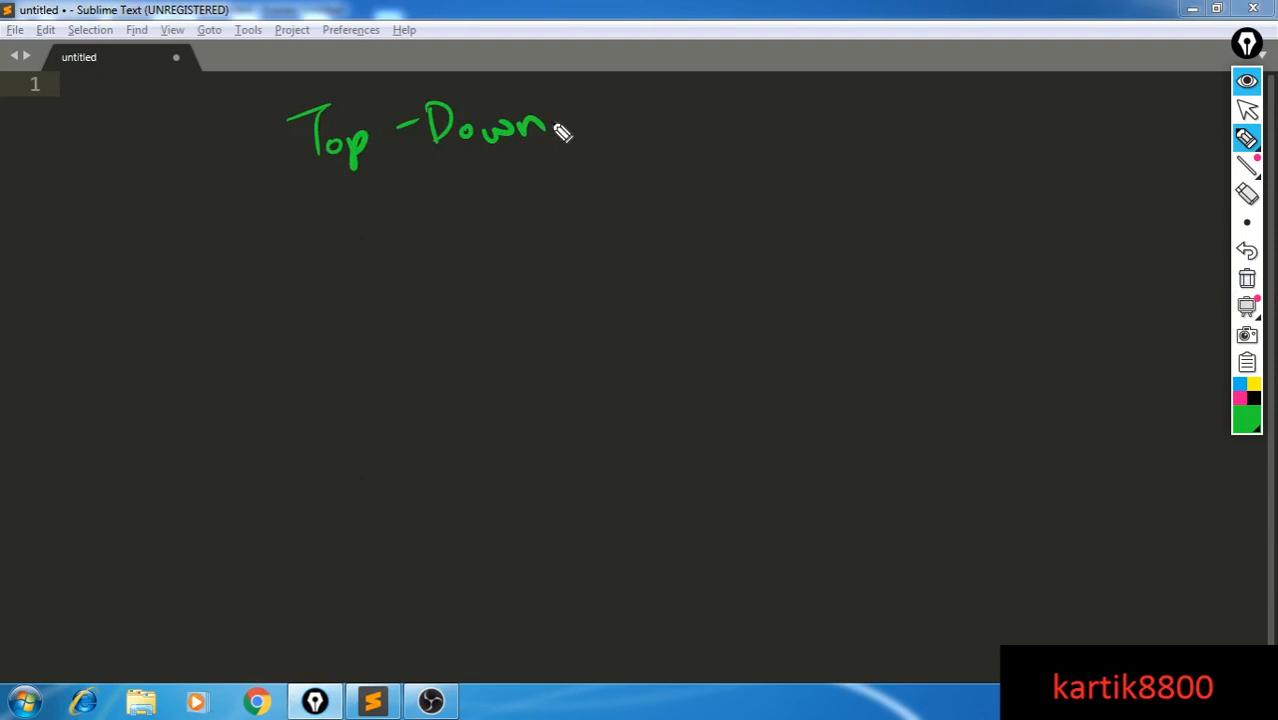 untitled • - Sublime Text (UNREGISTERED)
File Edit Selection Find View Goto Tools Project Preferences Help
untitled
1
Top - Down
kartik8800